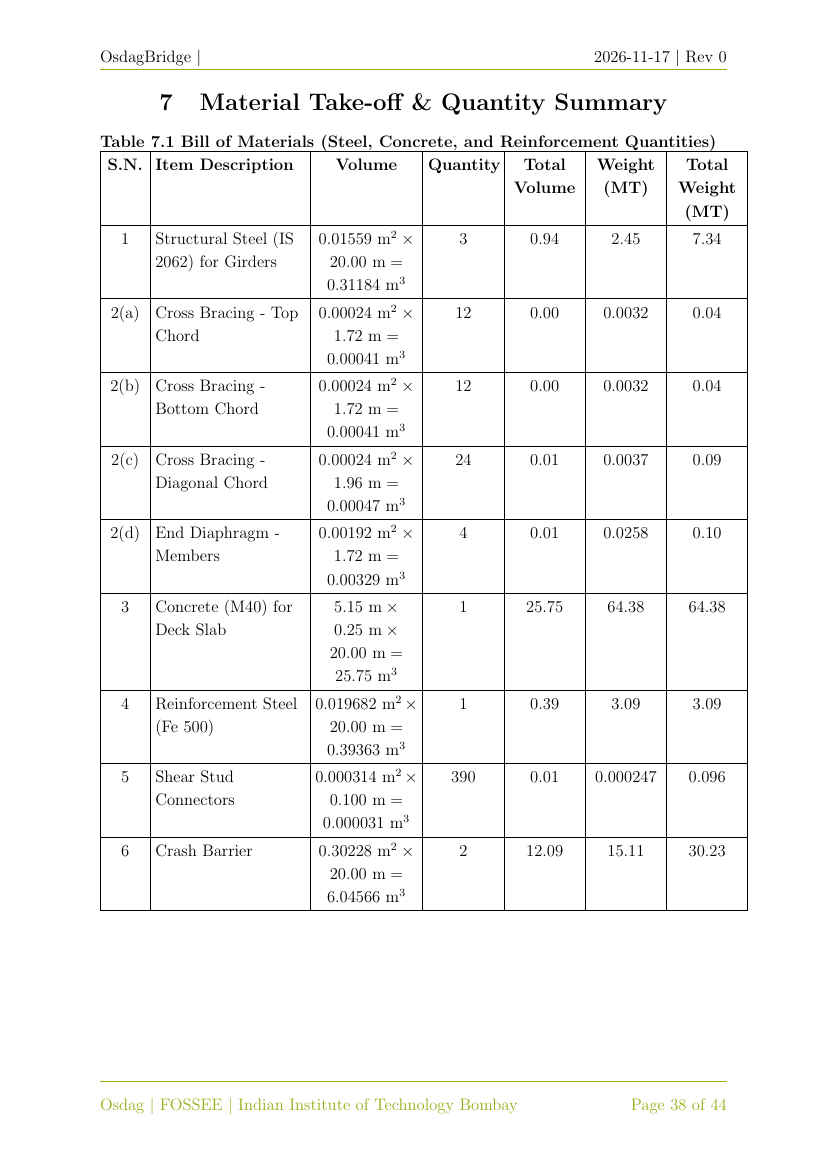 OsdagBridge |
2026-11-17 | Rev 0
7 Material Take-off & Quantity Summary
Table 7.1 Bill of Materials (Steel, Concrete, and Reinforcement Quantities)
S.N. Item Description Volume Quantity Total Weight Total
Volume (MT) Weight
(MT)
1 Structural Steel (IS 0.01559 m² × 3 0.94 2.45 7.34
2062) for Girders 20.00 m =
0.31184 m³
2(a) Cross Bracing - Top 0.00024 m² × 12 0.00 0.0032 0.04
Chord 1.72 m =
0.00041 m³
2(b) Cross Bracing - 0.00024 m² × 12 0.00 0.0032 0.04
Bottom Chord 1.72 m =
0.00041 m³
2(c) Cross Bracing - 0.00024 m² × 24 0.01 0.0037 0.09
Diagonal Chord 1.96 m =
0.00047 m³
2(d) End Diaphragm - 0.00192 m² × 4 0.01 0.0258 0.10
Members 1.72 m =
0.00329 m³
3 Concrete (M40) for 5.15 m × 1 25.75 64.38 64.38
Deck Slab 0.25 m ×
20.00 m =
25.75 m³
4 Reinforcement Steel 0.019682 m² × 1 0.39 3.09 3.09
(Fe 500) 20.00 m =
0.39363 m³
5 Shear Stud 0.000314 m² × 390 0.01 0.000247 0.096
Connectors 0.100 m =
0.000031 m³
6 Crash Barrier 0.30228 m² × 2 12.09 15.11 30.23
20.00 m =
6.04566 m³
Osdag | FOSSEE | Indian Institute of Technology Bombay
Page 38 of 44